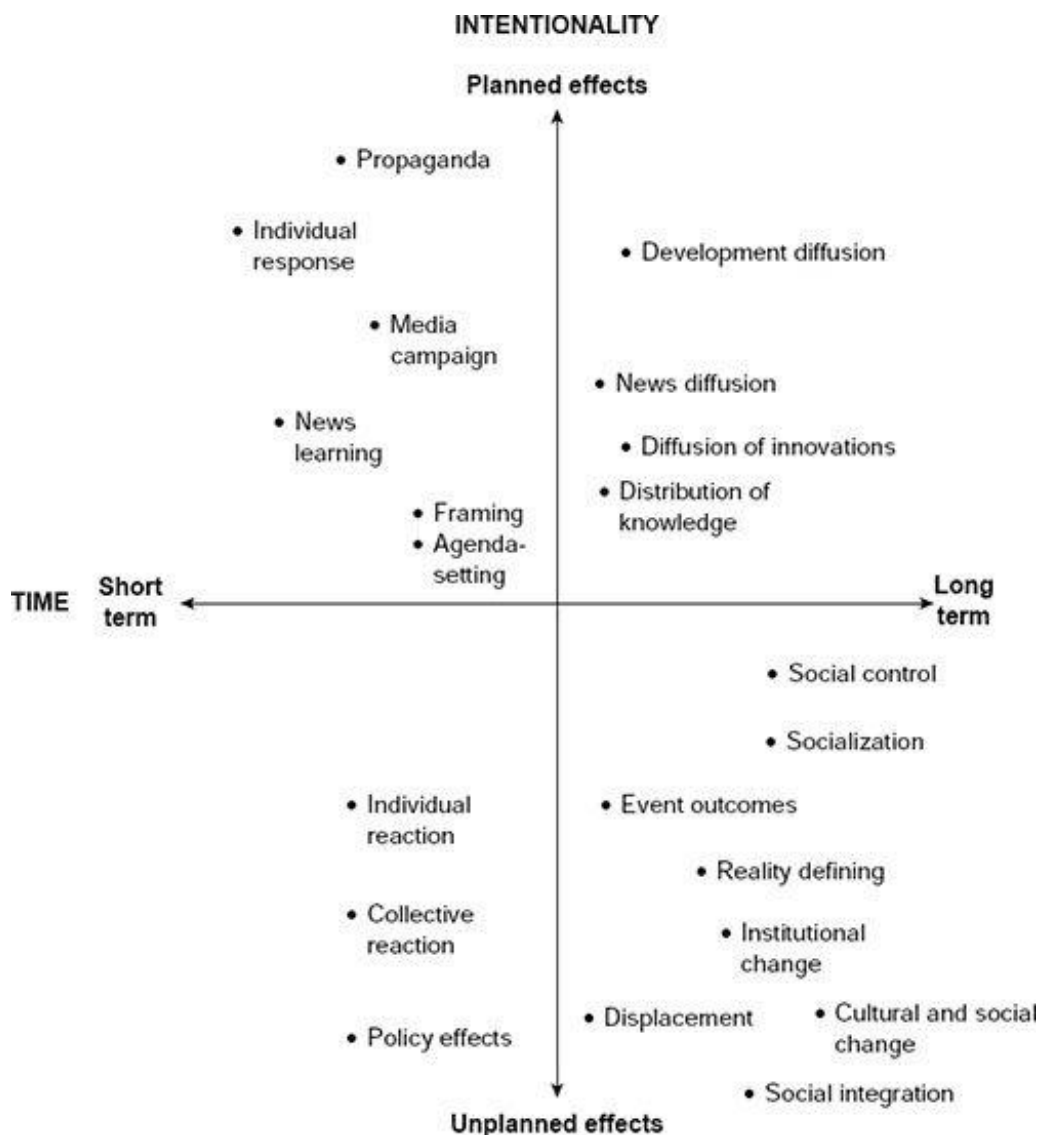 INTENTIONALITY
Planned effects
• Propaganda
• Individual
response
• Development diffusion
• Media
campaign
• News diffusion
• News
learning
• Diffusion of innovations
• Distribution of
knowledge
• Framing
• Agenda-
setting
TIME
Short
term
Long
term
• Social control
• Socialization
• Individual
reaction
• Event outcomes
• Reality defining
• Collective
reaction
• Institutional
change
• Displacement
• Cultural and social
change
• Policy effects
• Social integration
Unplanned effects